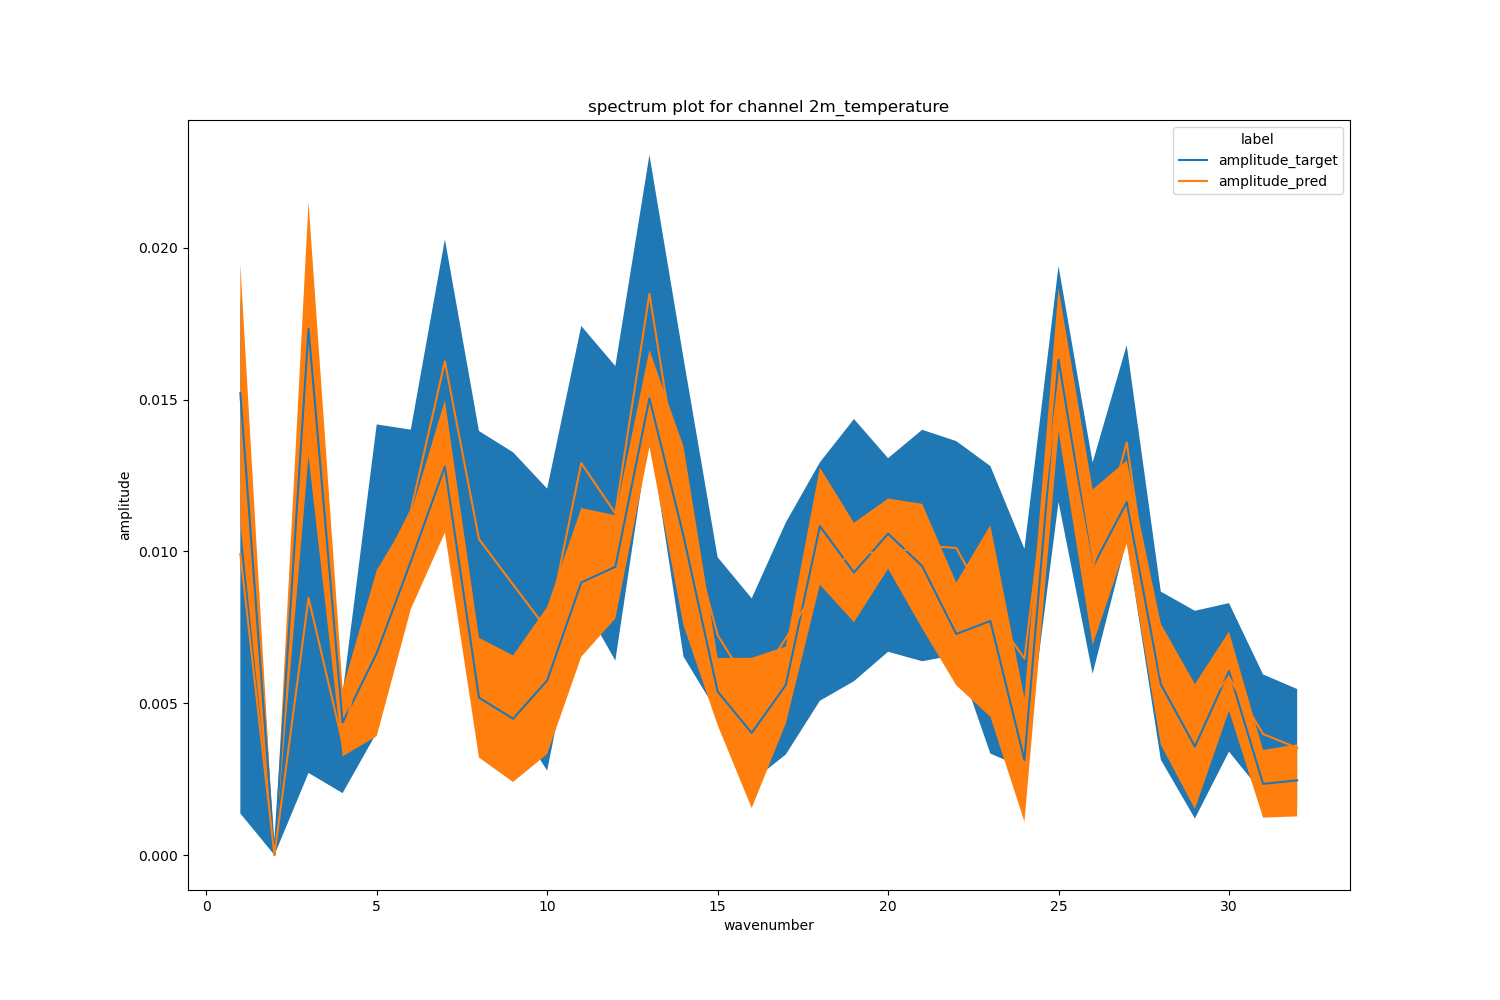 spectrum plot for channel 2m_temperature
label
amplitude_target
amplitude_pred
0.020
0.015
0.010
0.005
0.000
amplitude
0 5 10 15 20 25 30
wavenumber